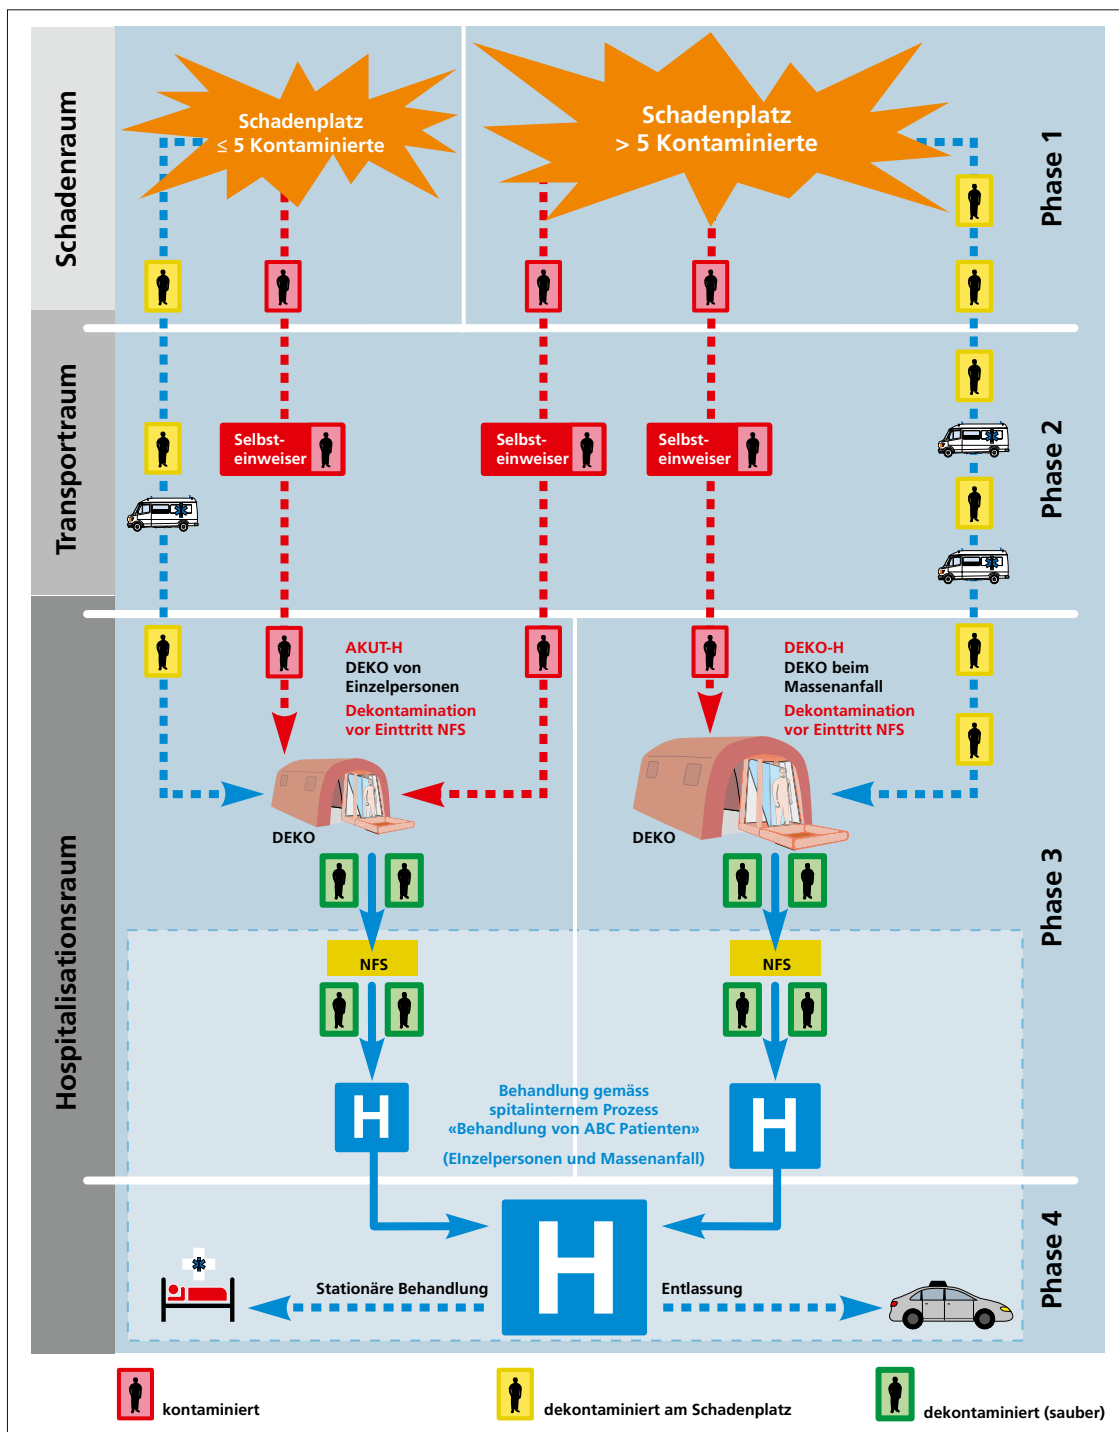 Schadenraum
Schadenplatz
≤ 5 Kontaminierte
Schadenplatz
> 5 Kontaminierte
Phase 1
Transportraum
Selbst-
einweiser
Selbst-
einweiser
Selbst-
einweiser
Phase 2
Hospitalisationsraum
AKUT-H
DEKO von
Einzelpersonen
Dekontamination
vor Einttritt NFS
DEKO-H
DEKO beim
Massenanfall
Dekontamination
vor Einttritt NFS
DEKO
DEKO
Phase 3
NFS
NFS
H
H
Behandlung gemäss
spitalinternem Prozess
«Behandlung von ABC Patienten»
(EInzelpersonen und Massenanfall)
H
Stationäre Behandlung
Entlassung
Phase 4
kontaminiert
dekontaminiert am Schadenplatz
dekontaminiert (sauber)